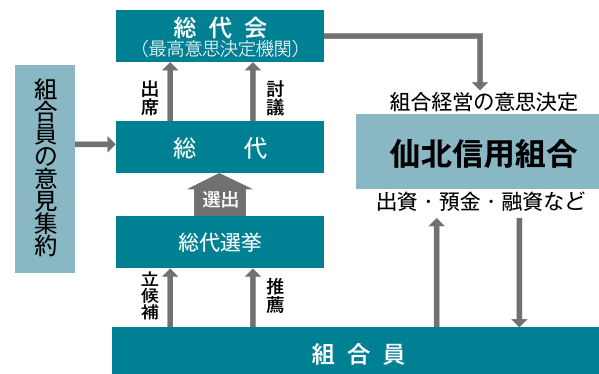 総代会
（最高意思決定機関）
出席
討議
組合員の意見集約
総代
選出
総代選挙
立候補
推薦
組合経営の意思決定
仙北信用組合
出資・預金・融資など
組合員